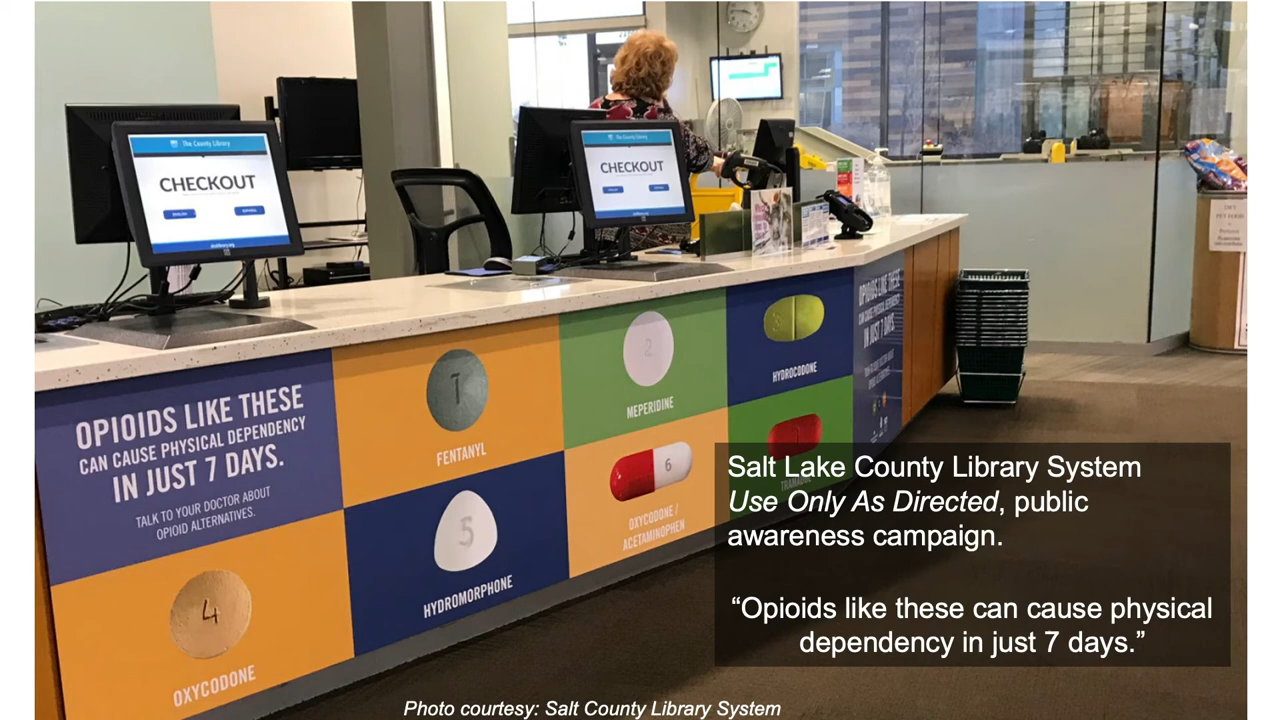 The County Library
CHECKOUT
ENGLISH
ESPAÑOL
The County Library
CHECKOUT
OPIOIDS LIKE THESE
CAN CAUSE PHYSICAL DEPENDENCY
IN JUST 7 DAYS.
TALK TO YOUR DOCTOR ABOUT
OPIOID ALTERNATIVES.
FENTANYL
2
MEPERIDINE
HYDROCODONE
OPIOIDS LIKE THESE
CAN CAUSE PHYSICAL DEPENDENCY
IN JUST 7 DAYS
4
OXYCODONE
5
HYDROMORPHONE
6
OXYCODONE /
ACETAMINOPHEN
Salt Lake County Library System
Use Only As Directed, public
awareness campaign.
“Opioids like these can cause physical
dependency in just 7 days.”
Photo courtesy: Salt County Library System